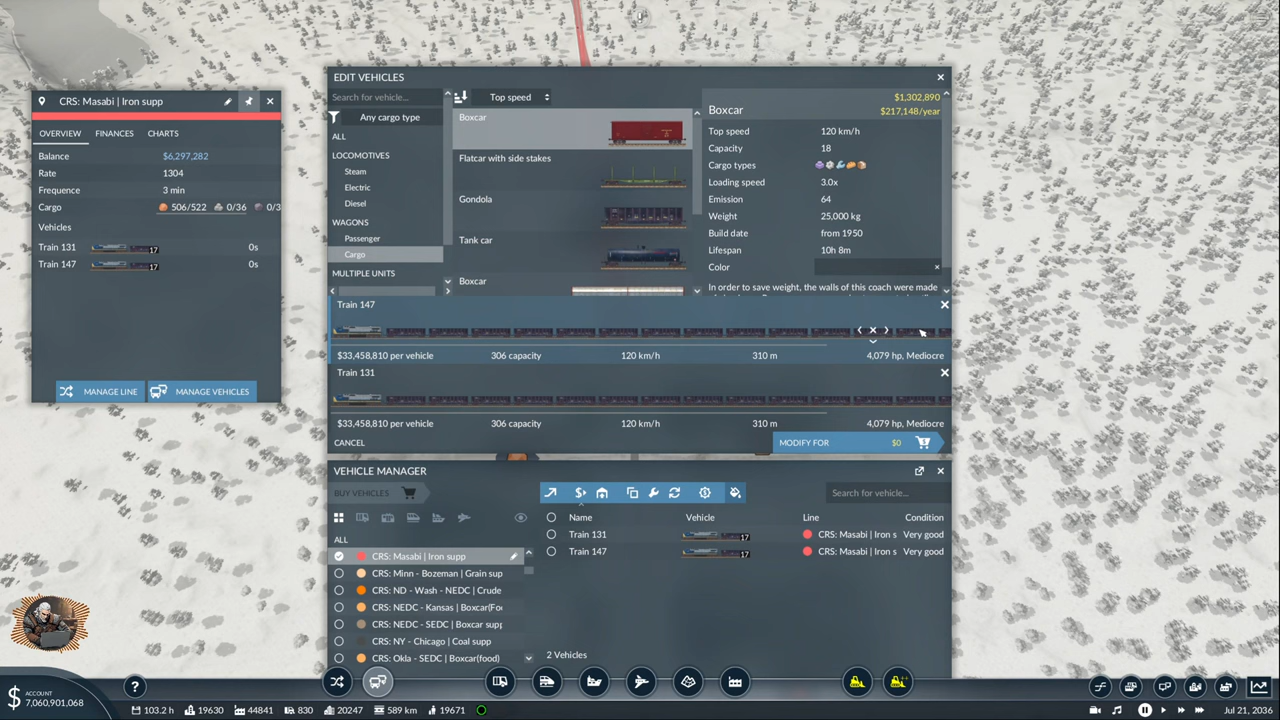 CRS: Masabi | Iron supp
OVERVIEW FINANCES CHARTS
Balance $6,297,282
Rate 1304
Frequence 3 min
Cargo 506/522 0/36 0/3
Vehicles
Train 131 17 0s
Train 147 17 0s
MANAGE LINE MANAGE VEHICLES
EDIT VEHICLES
Search for vehicle...
Any cargo type
ALL
LOCOMOTIVES
Steam
Electric
Diesel
WAGONS
Passenger
Cargo
MULTIPLE UNITS
Top speed
Boxcar
Flatcar with side stakes
Gondola
Tank car
Boxcar
$1,302,890
Boxcar $217,148/year
Top speed 120 km/h
Capacity 18
Cargo types
Loading speed 3.0x
Emission 64
Weight 25,000 kg
Build date from 1950
Lifespan 10h 8m
Color
In order to save weight, the walls of this coach were made
Train 147
$33,458,810 per vehicle 306 capacity 120 km/h 310 m 4,079 hp, Mediocre
Train 131
$33,458,810 per vehicle 306 capacity 120 km/h 310 m 4,079 hp, Mediocre
CANCEL MODIFY FOR $0
VEHICLE MANAGER
BUY VEHICLES
Search for vehicle...
ALL
CRS: Masabi | Iron supp
CRS: Minn - Bozeman | Grain sup
CRS: ND - Wash - NEDC | Crude
CRS: NEDC - Kansas | Boxcar(Fo
CRS: NEDC - SEDC | Boxcar supp
CRS: NY - Chicago | Coal supp
CRS: Okla - SEDC | Boxcar(food)
Name Vehicle Line Condition
Train 131 17 CRS: Masabi | Iron s Very good
Train 147 17 CRS: Masabi | Iron s Very good
2 Vehicles
$ ACCOUNT
7,060,901,068
?
103.2 h 19630 44841 830 20247 589 km 19671
Jul 21, 2036